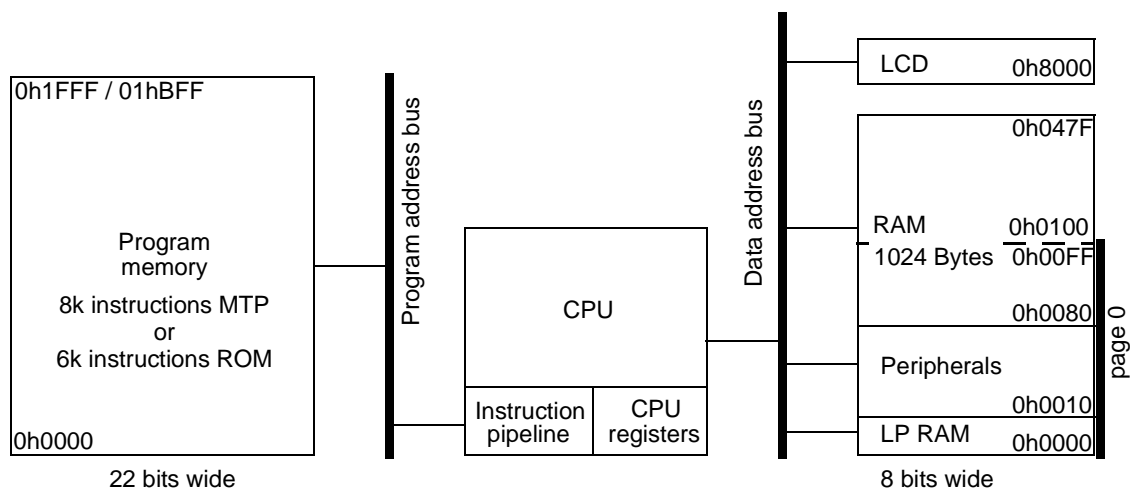 0h1FFF / 01hBFF
Program
memory
8k instructions MTP
or
6k instructions ROM
0h0000
22 bits wide
Program address bus
CPU
Instruction
pipeline
CPU
registers
Data address bus
LCD 0h8000
0h047F
RAM 0h0100
1024 Bytes 0h00FF
0h0080
Peripherals
0h0010
LP RAM 0h0000
page 0
8 bits wide